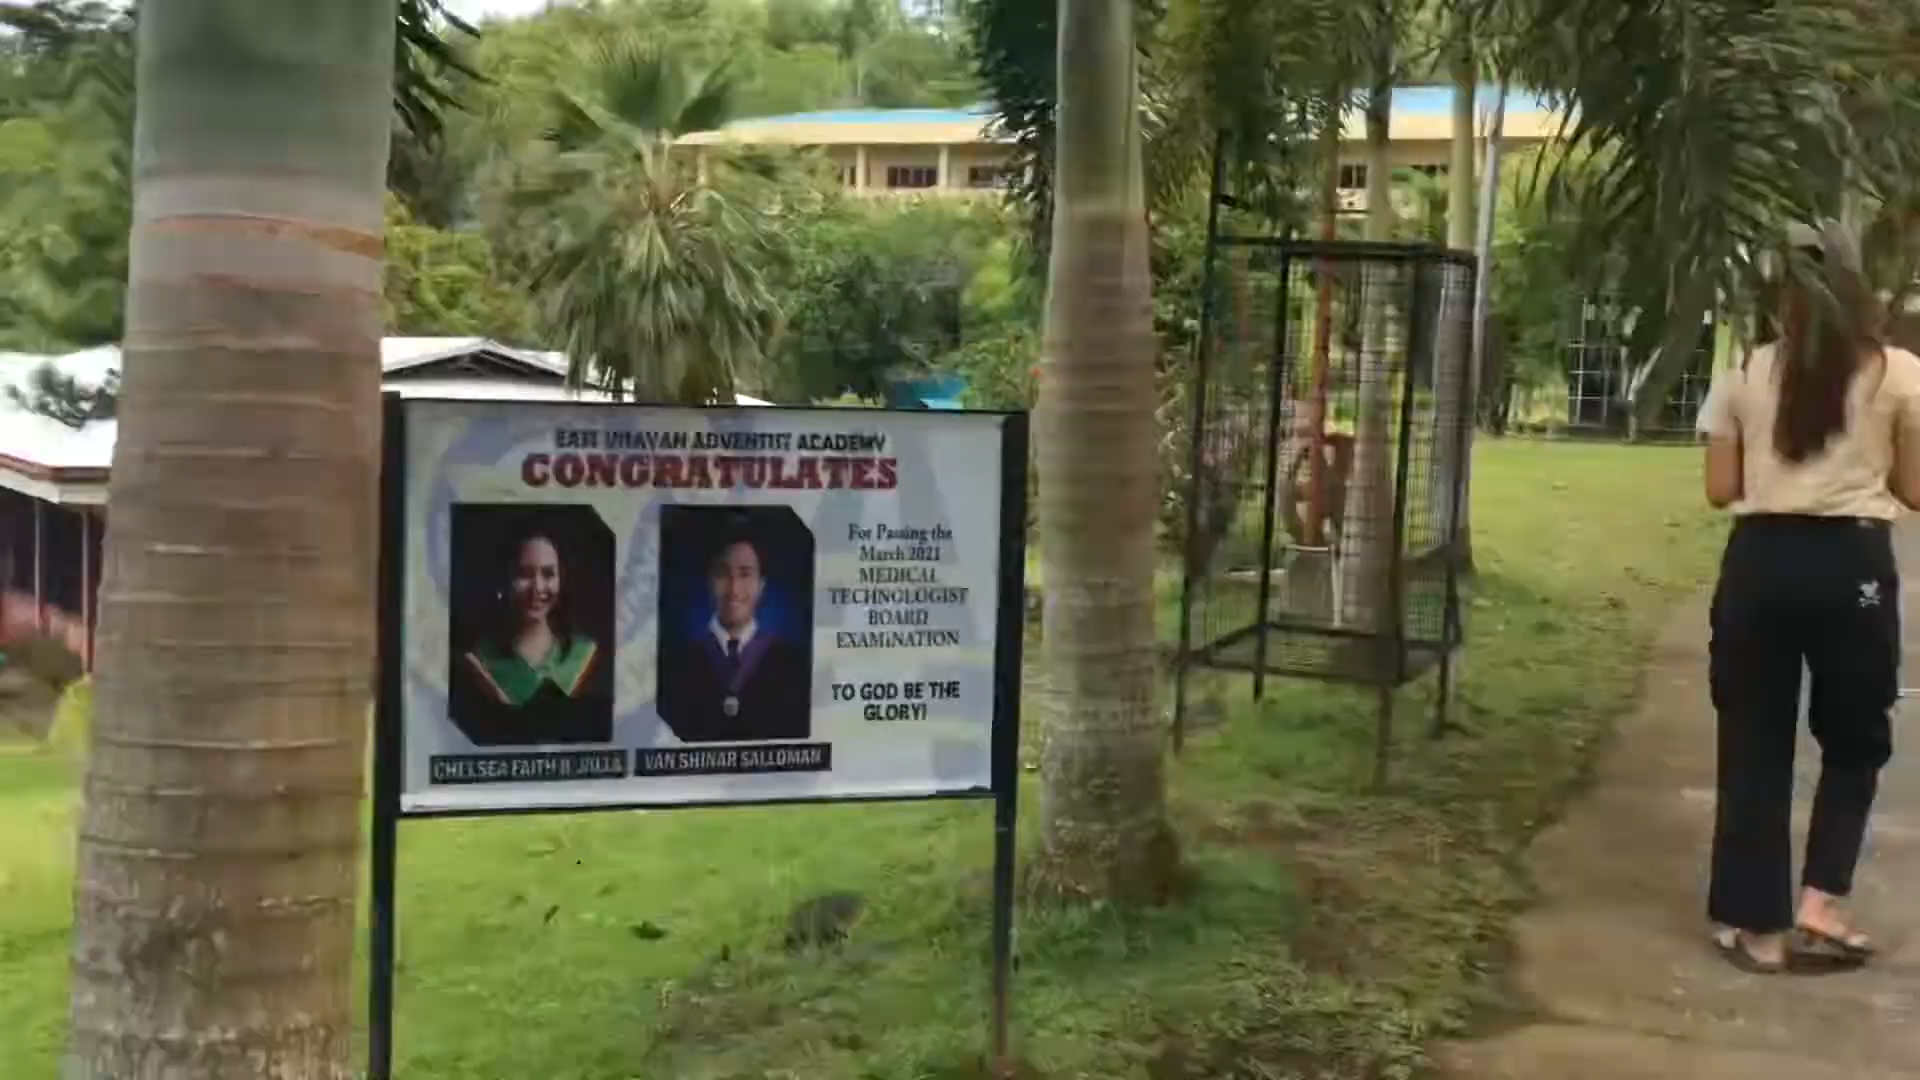 EAST VISAYAN ADVENTIST ACADEMY
CONGRATULATES
For Passing the
March 2021
MEDICAL
TECHNOLOGIST
BOARD
EXAMINATION
TO GOD BE THE
GLORY!
CHELSEA FAITH
VAN SHINAR SALLOMAN